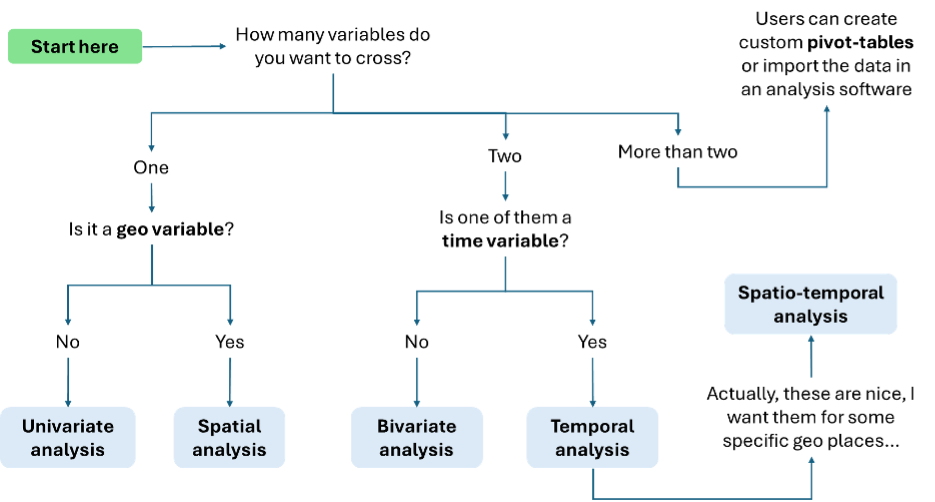 Start here
How many variables do
you want to cross?
Users can create
custom pivot-tables
or import the data in
an analysis software
One
Two
More than two
Is it a geo variable?
Is one of them a
time variable?
No
Yes
No
Yes
Univariate
analysis
Spatial
analysis
Bivariate
analysis
Temporal
analysis
Actually, these are nice, I
want them for some
specific geo places...
Spatio-temporal
analysis